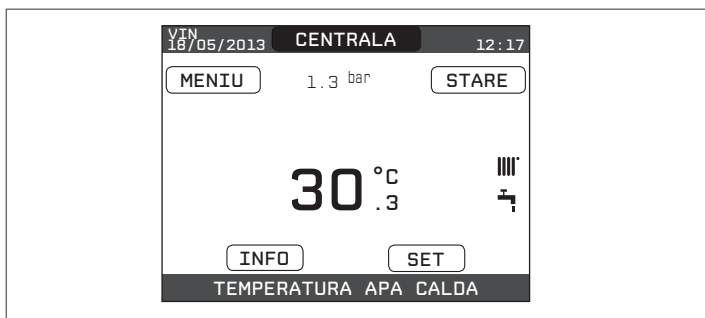 VIN
18/05/2013 CENTRALA 12:17
MENIU 1.3 bar STARE
30.3 °C
INFO SET
TEMPERATURA APA CALDA